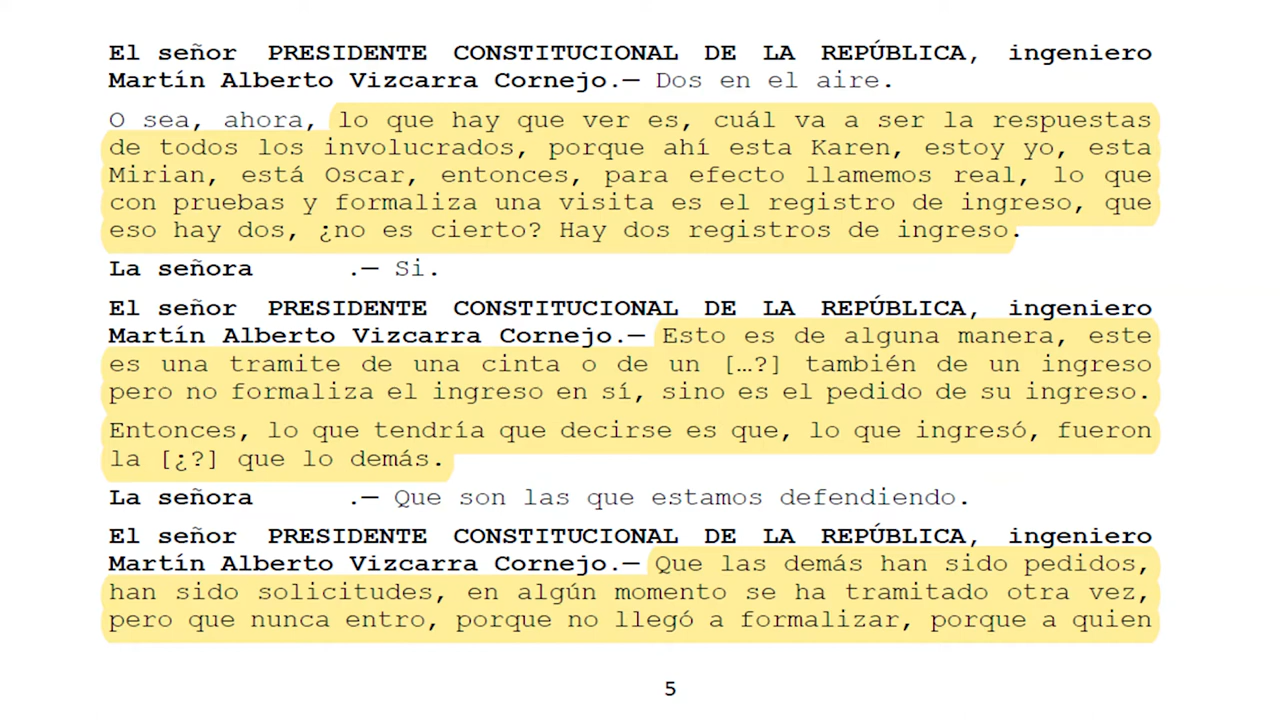 El señor PRESIDENTE CONSTITUCIONAL DE LA REPÚBLICA, ingeniero
Martín Alberto Vizcarra Cornejo.— Dos en el aire.
O sea, ahora, lo que hay que ver es, cuál va a ser la respuestas
de todos los involucrados, porque ahí esta Karen, estoy yo, esta
Mirian, está Oscar, entonces, para efecto llamemos real, lo que
con pruebas y formaliza una visita es el registro de ingreso, que
eso hay dos, ¿no es cierto? Hay dos registros de ingreso.
La señora .— Si.
El señor PRESIDENTE CONSTITUCIONAL DE LA REPÚBLICA, ingeniero
Martín Alberto Vizcarra Cornejo.— Esto es de alguna manera, este
es una tramite de una cinta o de un […?] también de un ingreso
pero no formaliza el ingreso en sí, sino es el pedido de su ingreso.
Entonces, lo que tendría que decirse es que, lo que ingresó, fueron
la [¿?] que lo demás.
La señora .— Que son las que estamos defendiendo.
El señor PRESIDENTE CONSTITUCIONAL DE LA REPÚBLICA, ingeniero
Martín Alberto Vizcarra Cornejo.— Que las demás han sido pedidos,
han sido solicitudes, en algún momento se ha tramitado otra vez,
pero que nunca entro, porque no llegó a formalizar, porque a quien
5